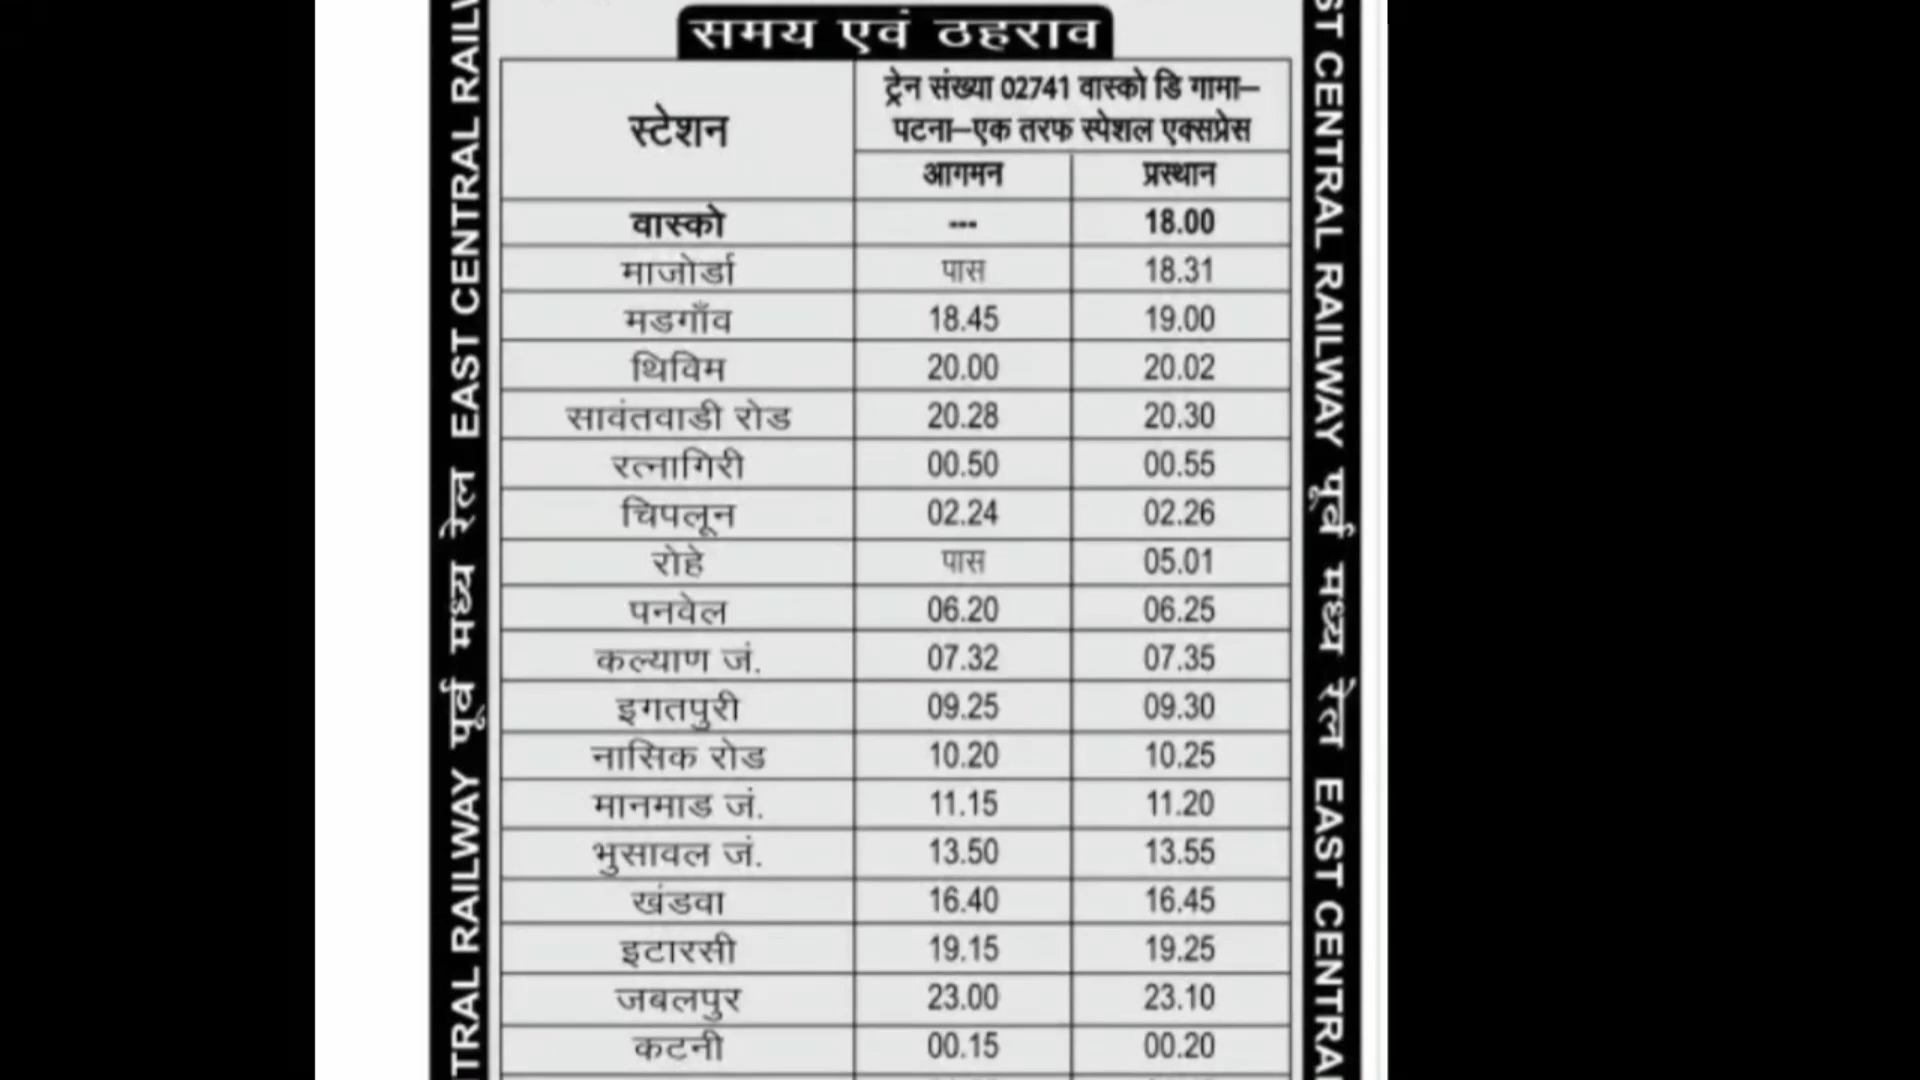 समय एवं ठहराव
स्टेशन
ट्रेन संख्या 02741 वास्को डि गामा–
पटना–एक तरफ स्पेशल एक्सप्रेस
आगमन प्रस्थान
वास्को --- 18.00
माजोर्डा पास 18.31
मडगाँव 18.45 19.00
थिविम 20.00 20.02
सावंतवाडी रोड 20.28 20.30
रत्नागिरी 00.50 00.55
चिपलून 02.24 02.26
रोहे पास 05.01
पनवेल 06.20 06.25
कल्याण जं. 07.32 07.35
इगतपुरी 09.25 09.30
नासिक रोड 10.20 10.25
मानमाड जं. 11.15 11.20
भुसावल जं. 13.50 13.55
खंडवा 16.40 16.45
इटारसी 19.15 19.25
जबलपुर 23.00 23.10
कटनी 00.15 00.20
RAILWAY पूर्व मध्य रेल EAST CENTRAL
CENTRAL RAILWAY पूर्व मध्य रेल EAST